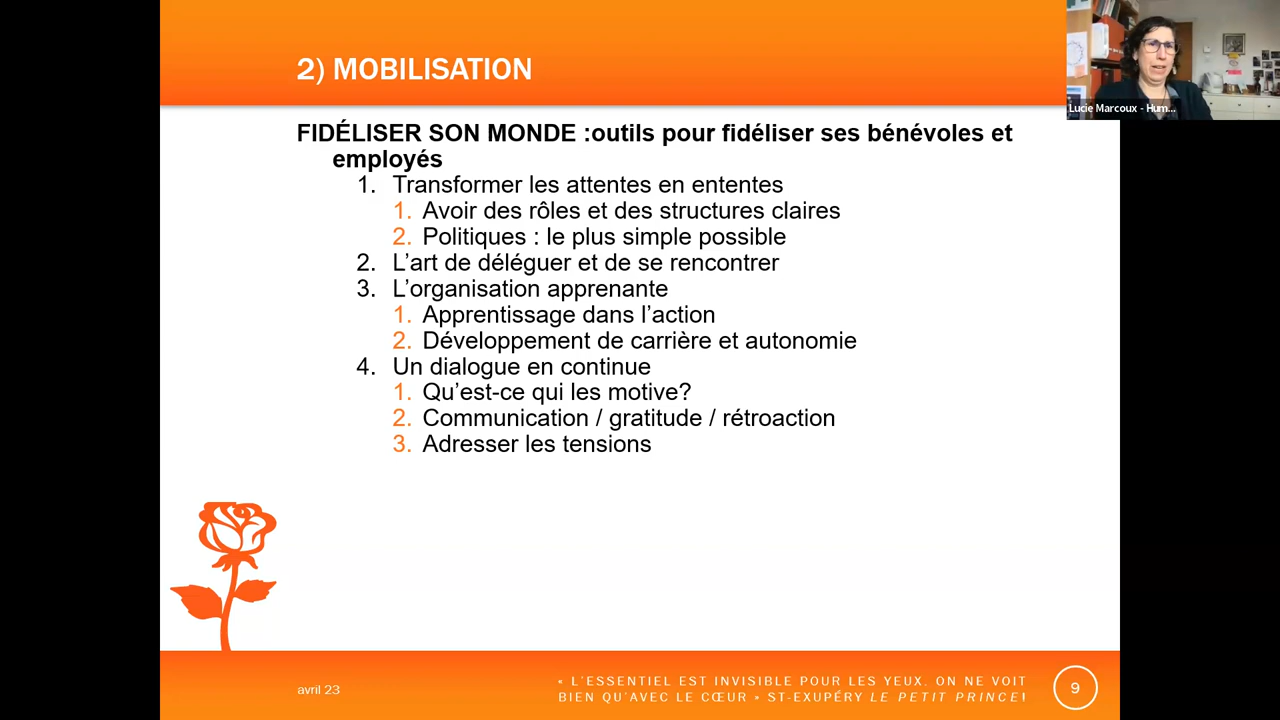 2) MOBILISATION
Lucie Marcoux - Hum...
FIDÉLISER SON MONDE :outils pour fidéliser ses bénévoles et
employés
1. Transformer les attentes en ententes
1. Avoir des rôles et des structures claires
2. Politiques : le plus simple possible
2. L’art de déléguer et de se rencontrer
3. L’organisation apprenante
1. Apprentissage dans l’action
2. Développement de carrière et autonomie
4. Un dialogue en continue
1. Qu’est-ce qui les motive?
2. Communication / gratitude / rétroaction
3. Adresser les tensions
avril 23
« L’ESSENTIEL EST INVISIBLE POUR LES YEUX. ON NE VOIT
BIEN QU’AVEC LE CŒUR » ST-EXUPÉRY LE PETIT PRINCE!
9